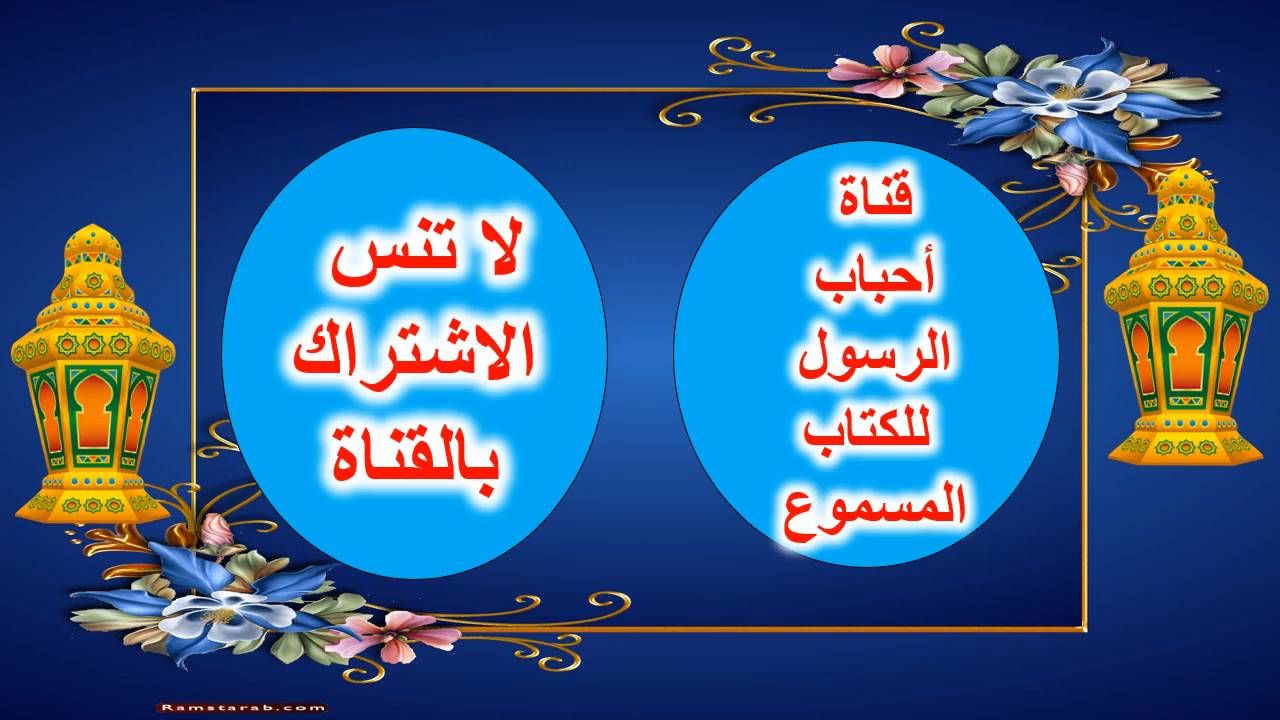 قناة
أحباب
الرسول
للكتاب
المسموع
لا تنس
الاشتراك
بالقناة
Ramstarab.com